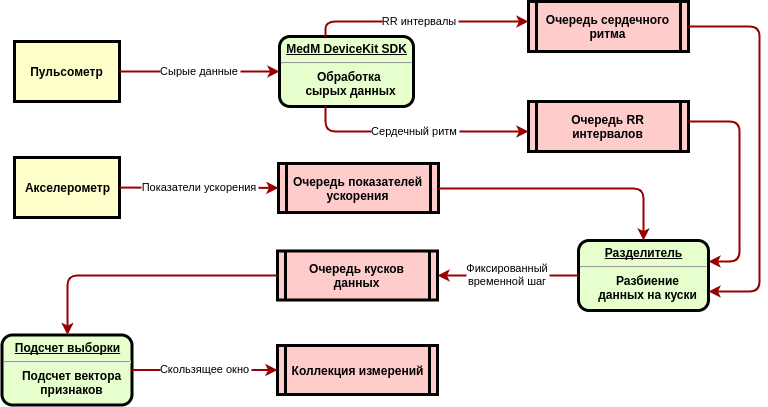 RR интервалы
Очередь сердечного
ритма
MedM DeviceKit SDK
Пульсометр
Сырые данные
Обработка
сырых данных
Очередь RR
интервалов
Сердечный ритм
Акселерометр
Показатели ускорения
Очередь показателей
ускорения
Разделитель
Разбиение
данных на куски
Фиксированный
временной шаг
Очередь кусков
данных
Подсчет выборки
Подсчет вектора
признаков
Скользящее окно
Коллекция измерений